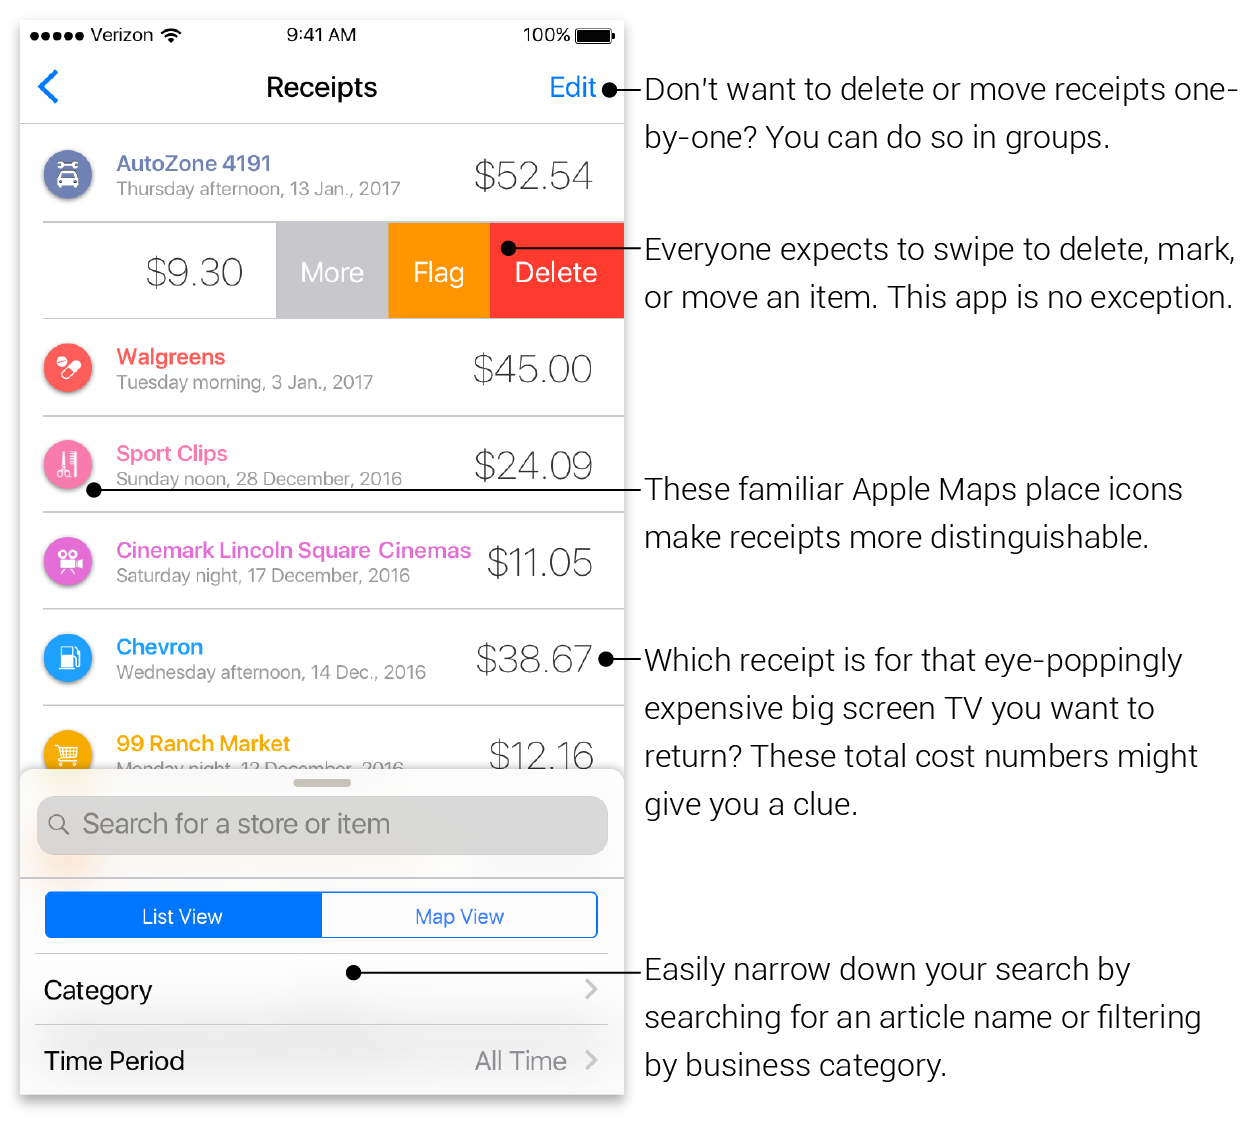 Verizon 9:41 AM 100%
Receipts Edit
AutoZone 4191
Thursday afternoon, 13 Jan., 2017
$52.54
$9.30 More Flag Delete
Walgreens
Tuesday morning, 3 Jan., 2017
$45.00
Sport Clips
Sunday noon, 28 December, 2016
$24.09
Cinemark Lincoln Square Cinemas
Saturday night, 17 December, 2016
$11.05
Chevron
Wednesday afternoon, 14 Dec., 2016
$38.67
99 Ranch Market
Monday night, 12 December, 2016
$12.16
Search for a store or item
List View Map View
Category
Time Period All Time
Don't want to delete or move receipts one-
by-one? You can do so in groups.
Everyone expects to swipe to delete, mark,
or move an item. This app is no exception.
These familiar Apple Maps place icons
make receipts more distinguishable.
Which receipt is for that eye-poppingly
expensive big screen TV you want to
return? These total cost numbers might
give you a clue.
Easily narrow down your search by
searching for an article name or filtering
by business category.